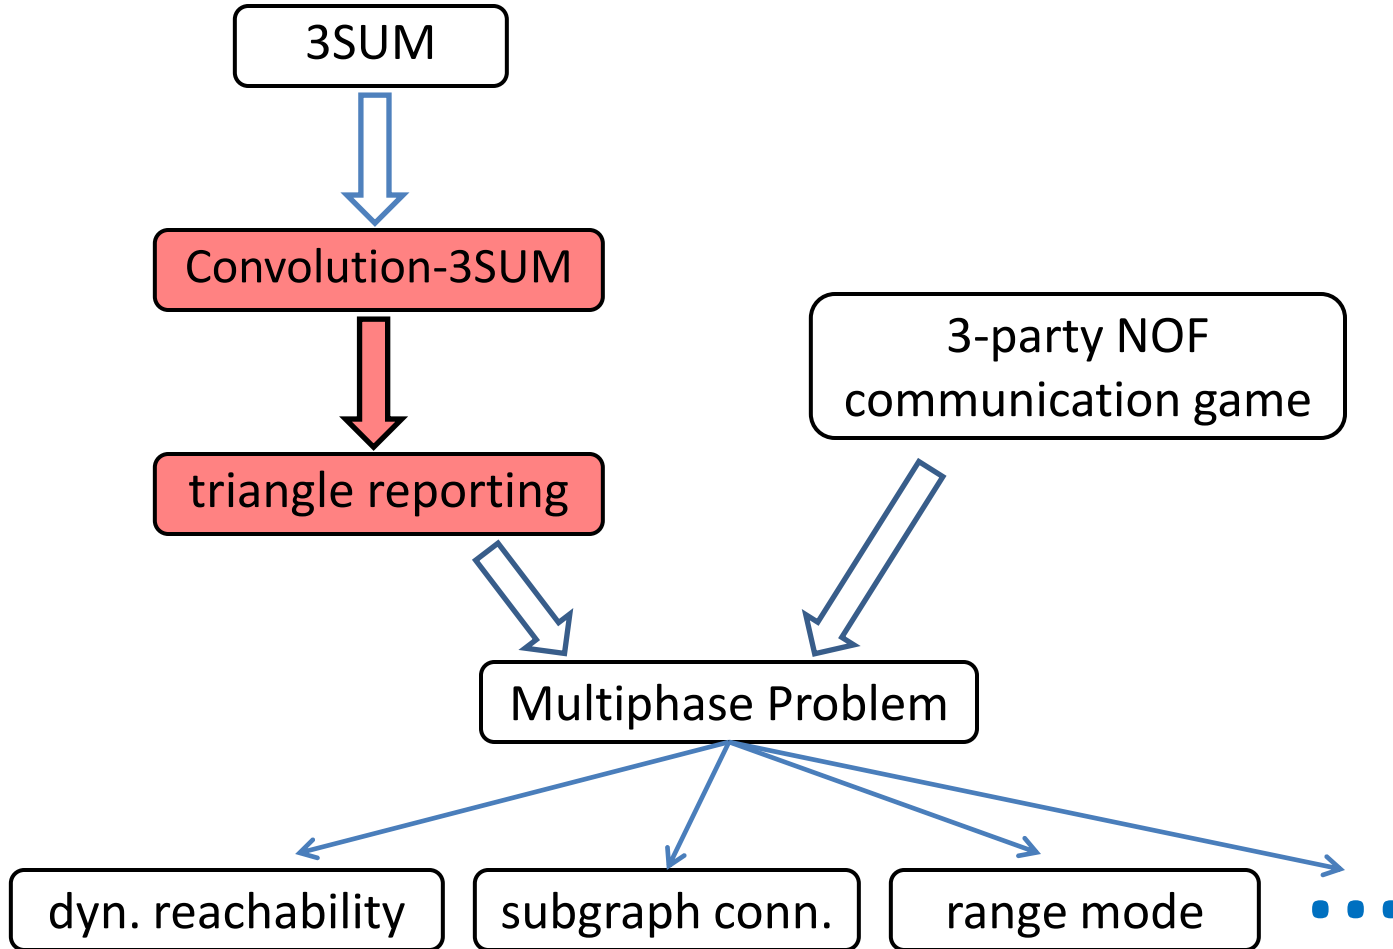 3SUM
Convolution-3SUM
3-party NOF
communication game
triangle reporting
Multiphase Problem
dyn. reachability
subgraph conn.
range mode
...